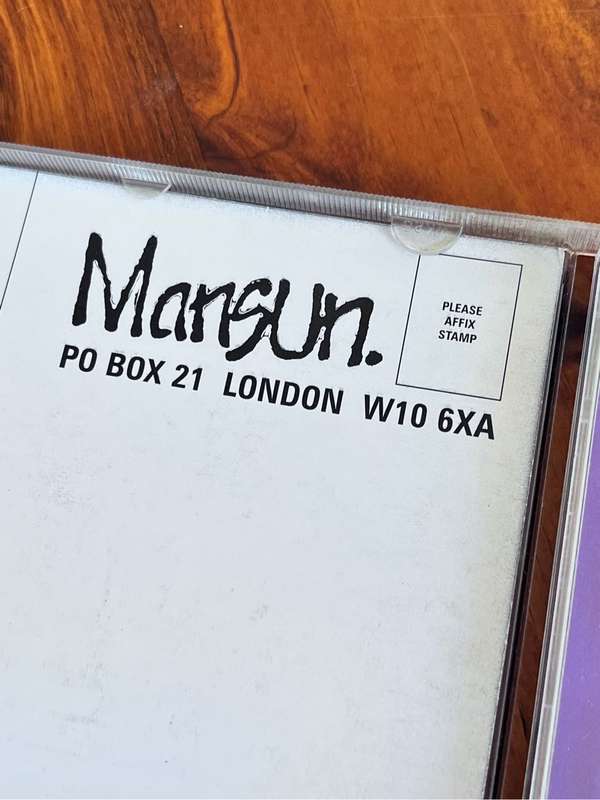 Mansun.
PLEASE
AFFIX
STAMP
PO BOX 21 LONDON W10 6XA